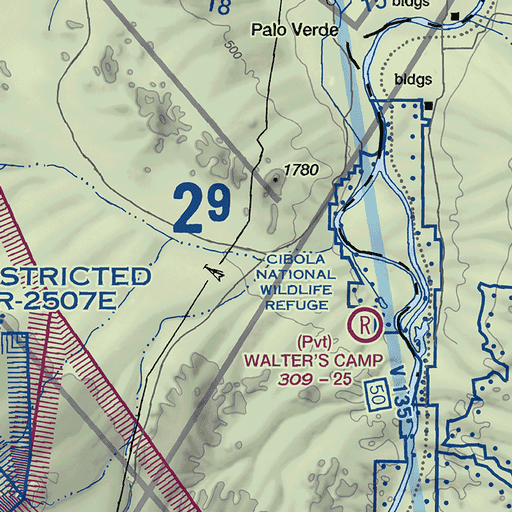 bldgs
18
Palo Verde
500
bldgs
1780
29
CIBOLA
NATIONAL
WILDLIFE
REFUGE
STRICTED
R-2507E
R
(Pvt)
WALTER'S CAMP
309 – 25
50
V 135